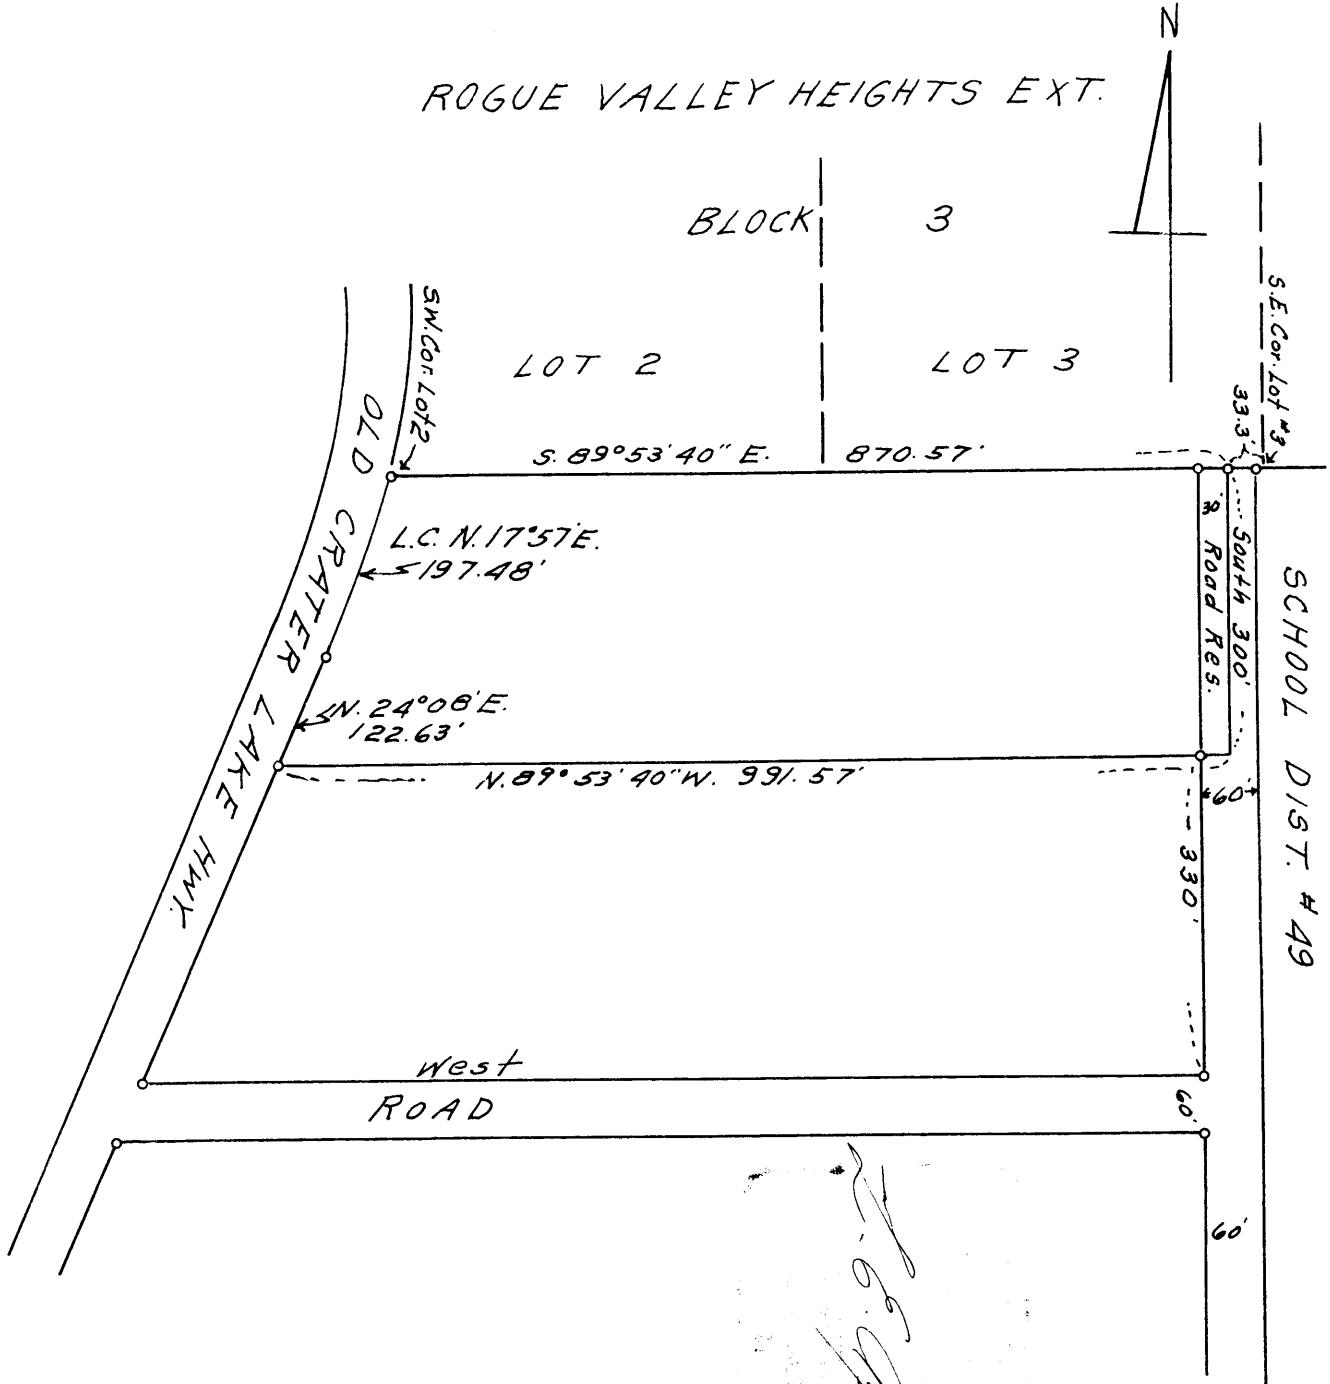 N
ROGUE VALLEY HEIGHTS EXT.
BLOCK 3
S.W. Cor. Lot 2
LOT 2
LOT 3
S.E. Cor. Lot #3
33.3'
S. 89°53'40" E. 870.57'
OLD CRATER LAKE HWY.
L.C. N. 17°57'E.
197.48'
30'
Road Res.
South 300'
SCHOOL DIST. # 49
N. 24°08'E.
122.63'
N. 89°53'40"W. 991.57'
60'
330'
West
ROAD
60'
60'